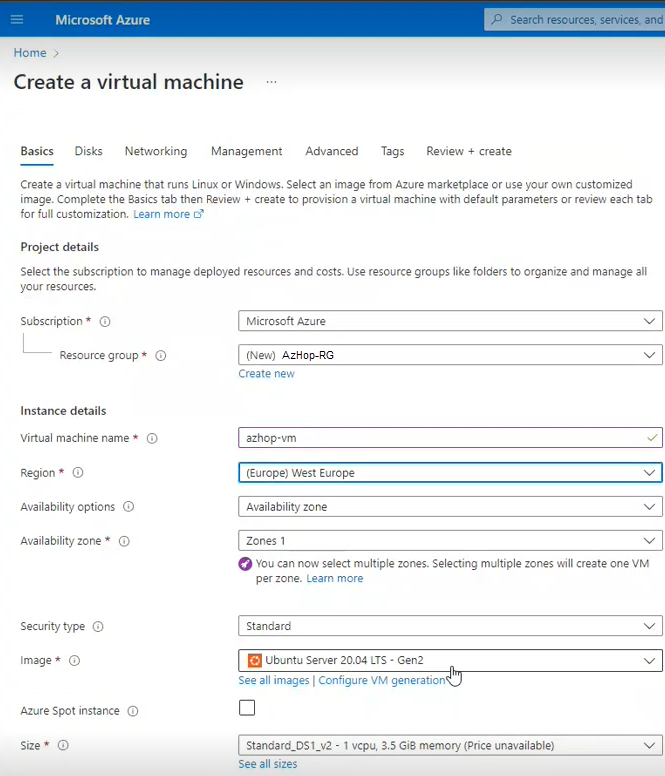 Microsoft Azure
Search resources, services, and
Home >
Create a virtual machine ...
Basics Disks Networking Management Advanced Tags Review + create
Create a virtual machine that runs Linux or Windows. Select an image from Azure marketplace or use your own customized
image. Complete the Basics tab then Review + create to provision a virtual machine with default parameters or review each tab
for full customization. Learn more
Project details
Select the subscription to manage deployed resources and costs. Use resource groups like folders to organize and manage all
your resources.
Subscription * Microsoft Azure
Resource group * (New) AzHop-RG
Create new
Instance details
Virtual machine name * azhop-vm
Region * (Europe) West Europe
Availability options Availability zone
Availability zone * Zones 1
You can now select multiple zones. Selecting multiple zones will create one VM
per zone. Learn more
Security type Standard
Image * Ubuntu Server 20.04 LTS - Gen2
See all images | Configure VM generation
Azure Spot instance
Size * Standard_DS1_v2 - 1 vcpu, 3.5 GiB memory (Price unavailable)
See all sizes